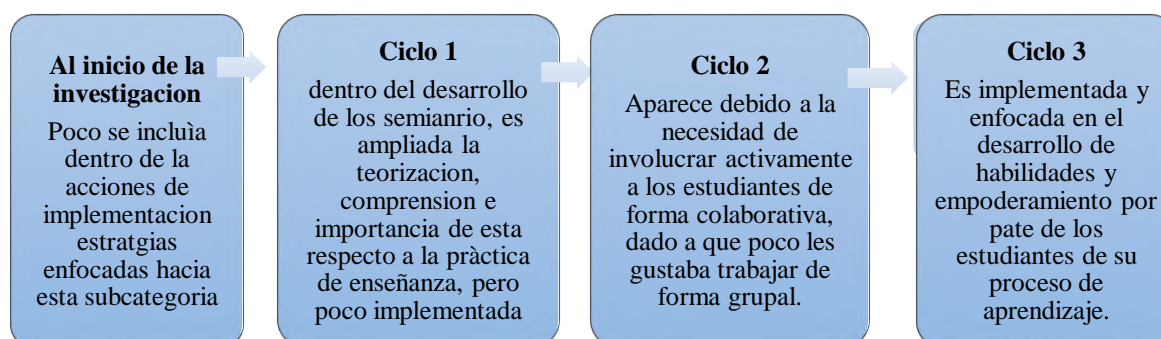 Al inicio de la
investigacion
Poco se incluìa
dentro de la
acciones de
implementacion
estratgias
enfocadas hacia
esta subcategoria
Ciclo 1
dentro del desarrollo
de los semianrio, es
ampliada la
teorizacion,
comprension e
importancia de esta
respecto a la pràctica
de enseñanza, pero
poco implementada
Ciclo 2
Aparece debido a la
necesidad de
involucrar activamente
a los estudiantes de
forma colaborativa,
dado a que poco les
gustaba trabajar de
forma grupal.
Ciclo 3
Es implementada y
enfocada en el
desarrollo de
habilidades y
empoderamiento por
pate de los
estudiantes de su
proceso de
aprendizaje.